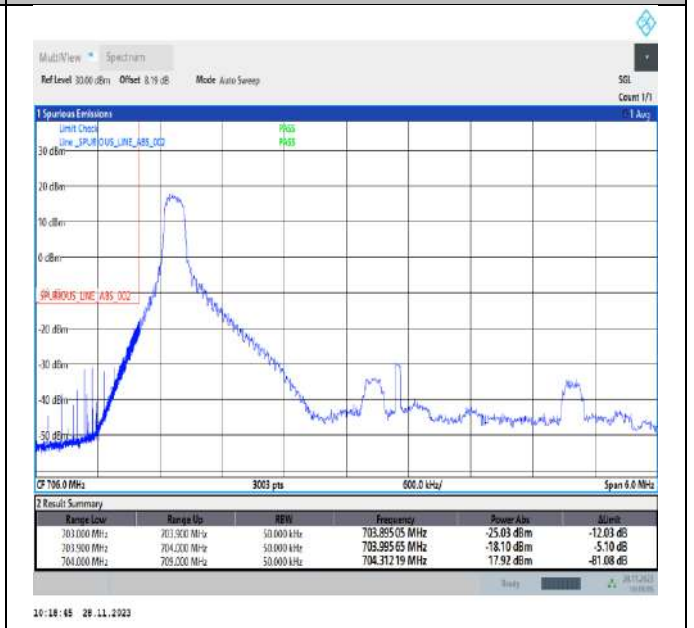 MultiView Spectrum
Ref Level 30.00 dBm Offset 8.19 dB Mode Auto Sweep SGL
Count 1/1
1 Spurious Emissions 1 Avg
Limit Check PASS
Line _SPURIOUS_LINE_ABS_002 PASS
30 dBm
20 dBm
10 dBm
0 dBm
_SPURIOUS_LINE_ABS_002
-20 dBm
-30 dBm
-40 dBm
-50 dBm
CF 706.0 MHz 3003 pts 600.0 kHz/ Span 6.0 MHz
2 Result Summary
Range Low Range Up RBW Frequency Power Abs ΔLimit
703.000 MHz 703.900 MHz 50.000 kHz 703.89505 MHz -25.03 dBm -12.03 dB
703.900 MHz 704.000 MHz 50.000 kHz 703.99565 MHz -18.10 dBm -5.10 dB
704.000 MHz 709.000 MHz 50.000 kHz 704.31219 MHz 17.92 dBm -81.08 dB
Ready 28.11.2023
10:18:45 28.11.2023